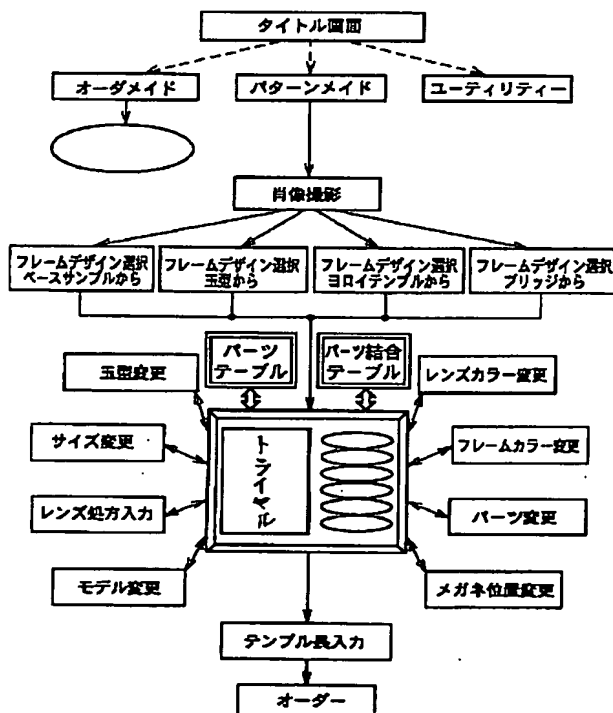 タイトル画面
オーダメイド
パターンメイド
ユーティリティー
肖像撮影
フレームデザイン選択
ベースサンプルから
フレームデザイン選択
玉型から
フレームデザイン選択
ヨロイテンプルから
フレームデザイン選択
ブリッジから
パーツ
テーブル
パーツ結合
テーブル
玉型変更
レンズカラー変更
サイズ変更
トライヤル
フレームカラー変更
レンズ処方入力
パーツ変更
モデル変更
メガネ位置変更
テンプル長入力
オーダー